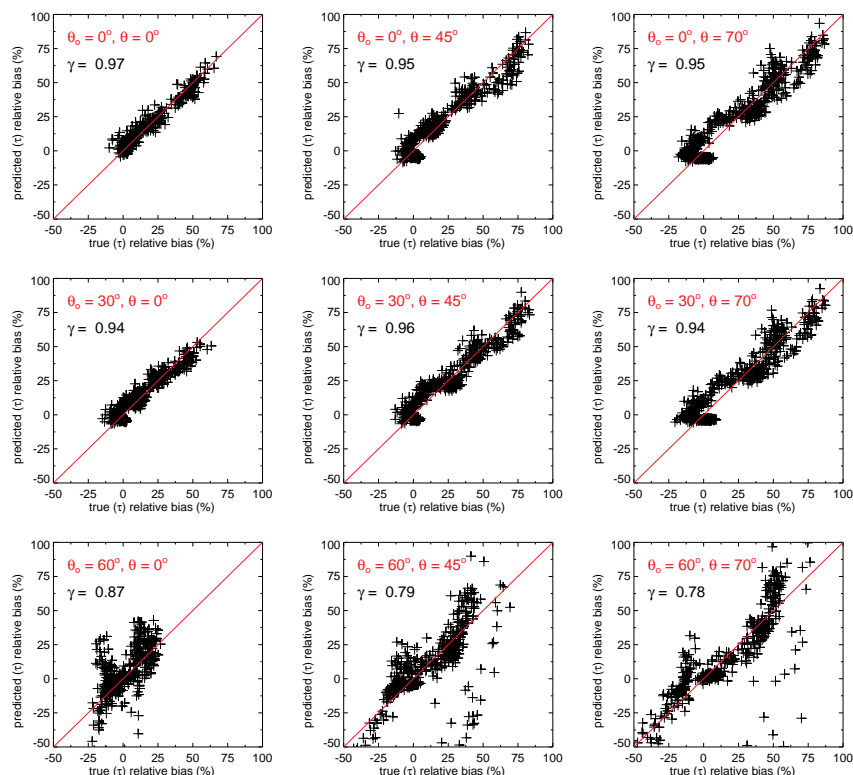 100
75
50
25
0
-25
-50
predicted (τ) relative bias (%)
θo = 0°, θ = 0°
γ = 0.97
-50 -25 0 25 50 75 100
true (τ) relative bias (%)
100
75
50
25
0
-25
-50
predicted (τ) relative bias (%)
θo = 0°, θ = 45°
γ = 0.95
-50 -25 0 25 50 75 100
true (τ) relative bias (%)
100
75
50
25
0
-25
-50
predicted (τ) relative bias (%)
θo = 0°, θ = 70°
γ = 0.95
-50 -25 0 25 50 75 100
true (τ) relative bias (%)
100
75
50
25
0
-25
-50
predicted (τ) relative bias (%)
θo = 30°, θ = 0°
γ = 0.94
-50 -25 0 25 50 75 100
true (τ) relative bias (%)
100
75
50
25
0
-25
-50
predicted (τ) relative bias (%)
θo = 30°, θ = 45°
γ = 0.96
-50 -25 0 25 50 75 100
true (τ) relative bias (%)
100
75
50
25
0
-25
-50
predicted (τ) relative bias (%)
θo = 30°, θ = 70°
γ = 0.94
-50 -25 0 25 50 75 100
true (τ) relative bias (%)
100
75
50
25
0
-25
-50
predicted (τ) relative bias (%)
θo = 60°, θ = 0°
γ = 0.87
-50 -25 0 25 50 75 100
true (τ) relative bias (%)
100
75
50
25
0
-25
-50
predicted (τ) relative bias (%)
θo = 60°, θ = 45°
γ = 0.79
-50 -25 0 25 50 75 100
true (τ) relative bias (%)
100
75
50
25
0
-25
-50
predicted (τ) relative bias (%)
θo = 60°, θ = 70°
γ = 0.78
-50 -25 0 25 50 75 100
true (τ) relative bias (%)